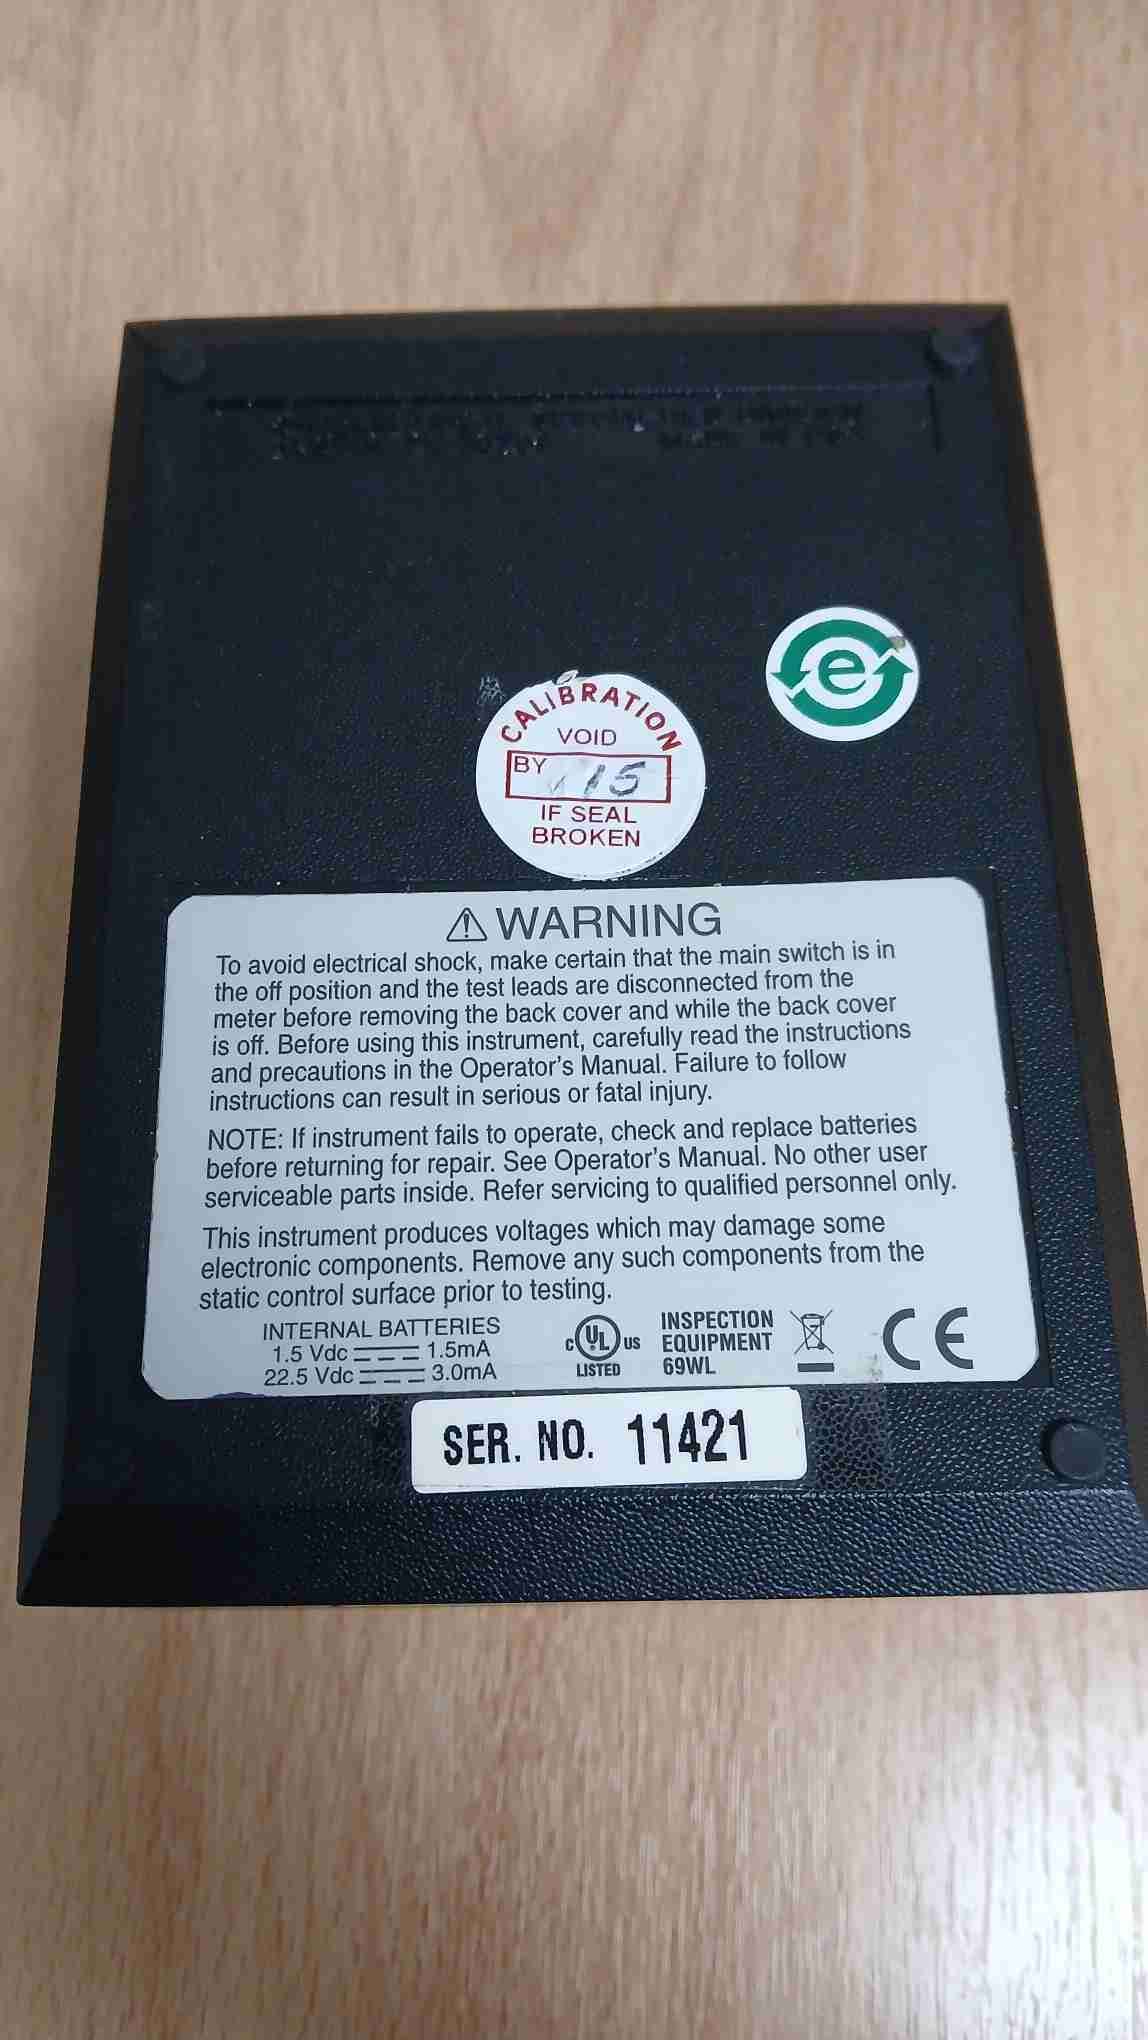 e
CALIBRATION
VOID
BY 15
IF SEAL
BROKEN
WARNING
To avoid electrical shock, make certain that the main switch is in
the off position and the test leads are disconnected from the
meter before removing the back cover and while the back cover
is off. Before using this instrument, carefully read the instructions
and precautions in the Operator's Manual. Failure to follow
instructions can result in serious or fatal injury.
NOTE: If instrument fails to operate, check and replace batteries
before returning for repair. See Operator's Manual. No other user
serviceable parts inside. Refer servicing to qualified personnel only.
This instrument produces voltages which may damage some
electronic components. Remove any such components from the
static control surface prior to testing.
INTERNAL BATTERIES
1.5 Vdc 1.5mA
22.5 Vdc 3.0mA
c UL US
LISTED
INSPECTION
EQUIPMENT
69WL
CE
SER. NO. 11421